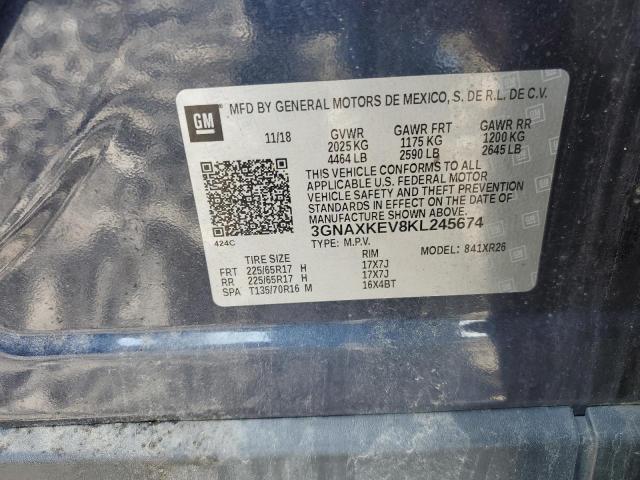 GM
MFD BY GENERAL MOTORS DE MEXICO, S. DE R.L. DE C.V.
11/18 GVWR GAWR FRT GAWR RR
2025 KG 1175 KG 1200 KG
4464 LB 2590 LB 2645 LB
THIS VEHICLE CONFORMS TO ALL
APPLICABLE U.S. FEDERAL MOTOR
VEHICLE SAFETY AND THEFT PREVENTION
STANDARDS IN EFFECT ON THE DATE OF
MANUFACTURE SHOWN ABOVE.
3GNAXKEV8KL245674
424C
TYPE: M.P.V. MODEL: 841XR26
TIRE SIZE RIM
FRT 225/65R17 H 17X7J
RR 225/65R17 H 17X7J
SPA T135/70R16 M 16X4BT